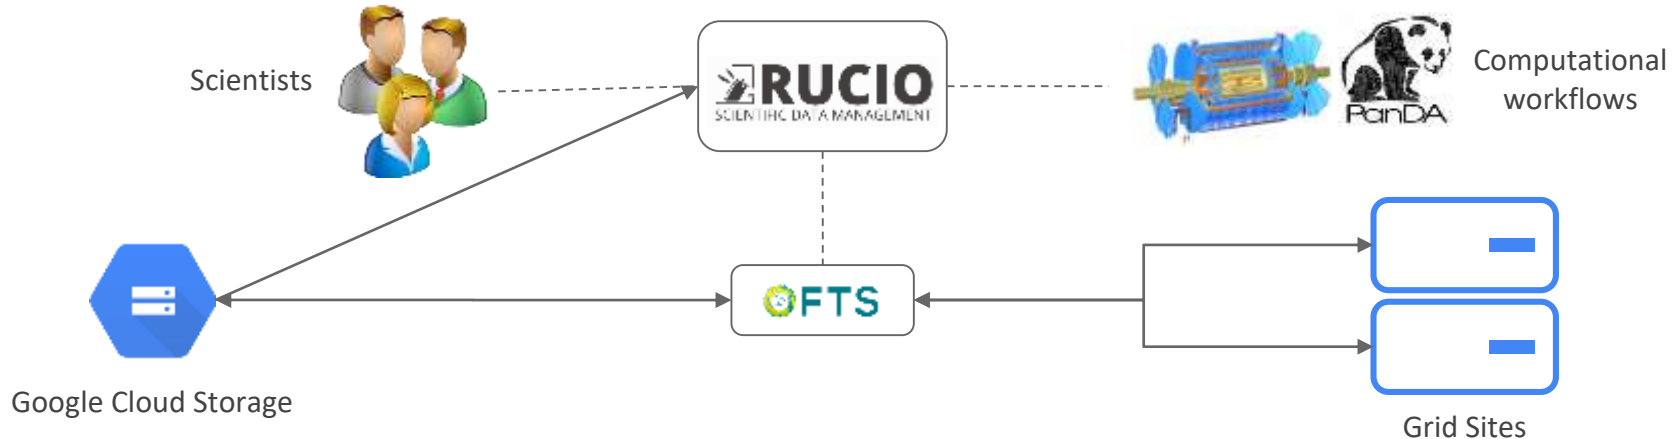 Scientists
RUCIO
SCIENTIFIC DATA MANAGEMENT
PanDA
Computational
workflows
FTS
Google Cloud Storage
Grid Sites